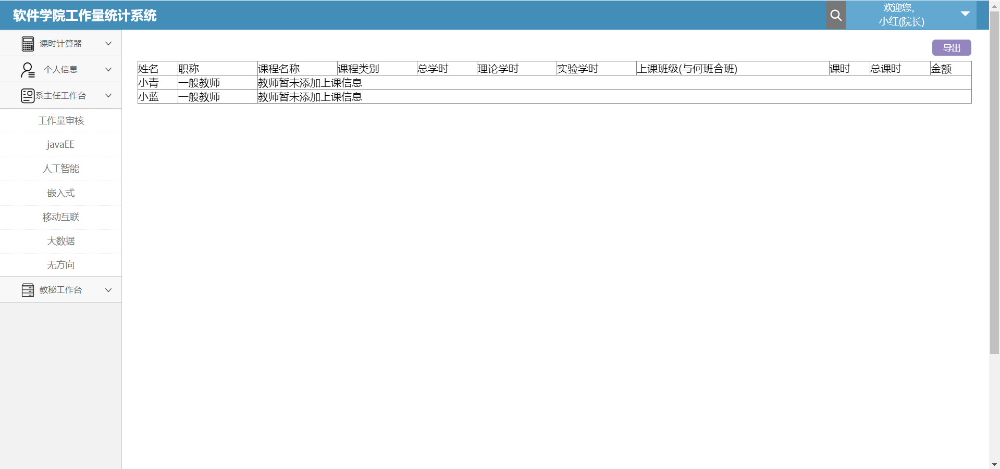 软件学院工作量统计系统
欢迎您,
小红(院长)
课时计算器
个人信息
系主任工作台
工作量审核
javaEE
人工智能
嵌入式
移动互联
大数据
无方向
教秘工作台
导出
姓名 职称 课程名称 课程类别 总学时 理论学时 实验学时 上课班级(与何班合班) 课时 总课时 金额
小青 一般教师 教师暂未添加上课信息
小蓝 一般教师 教师暂未添加上课信息